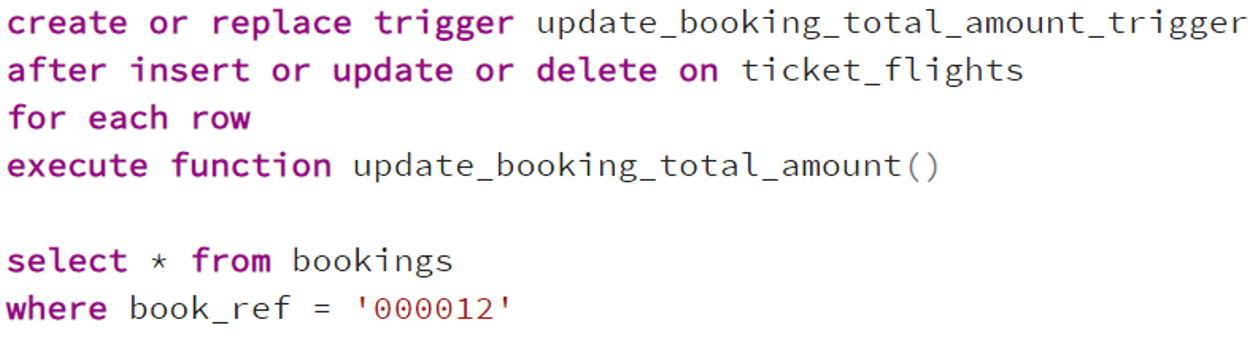 create or replace trigger update_booking_total_amount_trigger
after insert or update or delete on ticket_flights
for each row
execute function update_booking_total_amount()
select * from bookings
where book_ref = '000012'